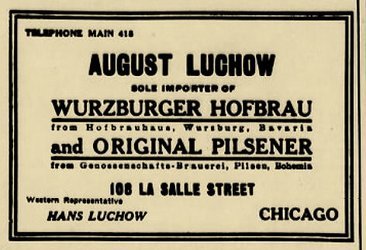 TELEPHONE MAIN 418
AUGUST LUCHOW
SOLE IMPORTER OF
WURZBURGER HOFBRAU
from Hofbrauhaus, Wursburg, Bavaria
and ORIGINAL PILSENER
from Genossenschafts-Brauerei, Pilsen, Bohemia
108 LA SALLE STREET
Western Representative
HANS LUCHOW
CHICAGO